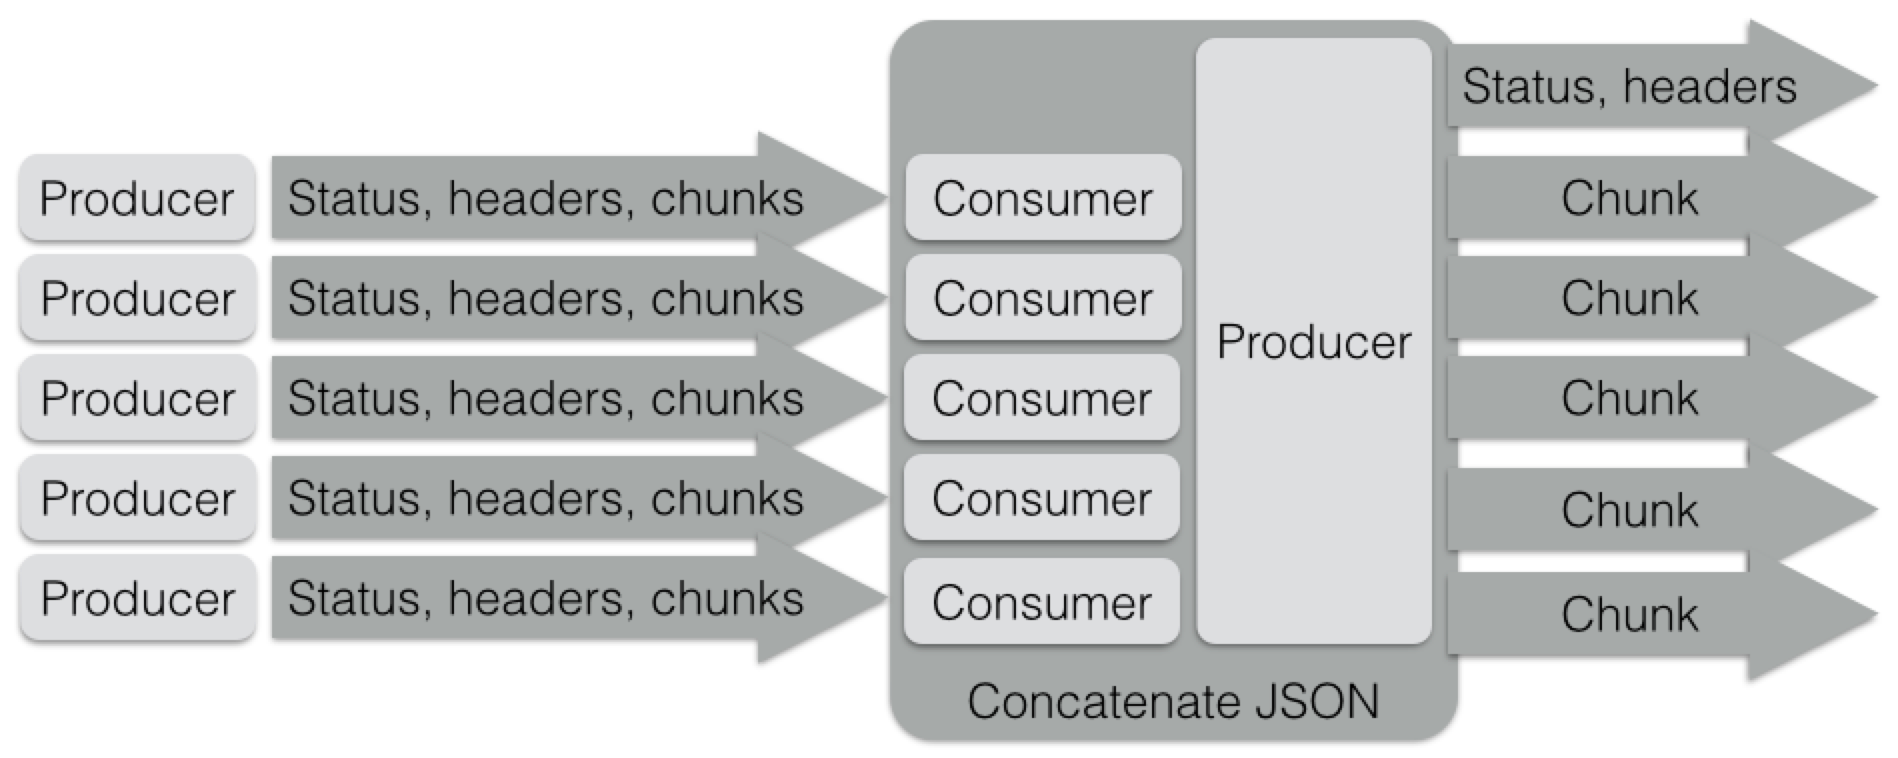 Status, headers
Producer
Status, headers, chunks
Consumer
Chunk
Producer
Status, headers, chunks
Consumer
Chunk
Producer
Producer
Status, headers, chunks
Consumer
Chunk
Producer
Status, headers, chunks
Consumer
Chunk
Producer
Status, headers, chunks
Consumer
Chunk
Concatenate JSON